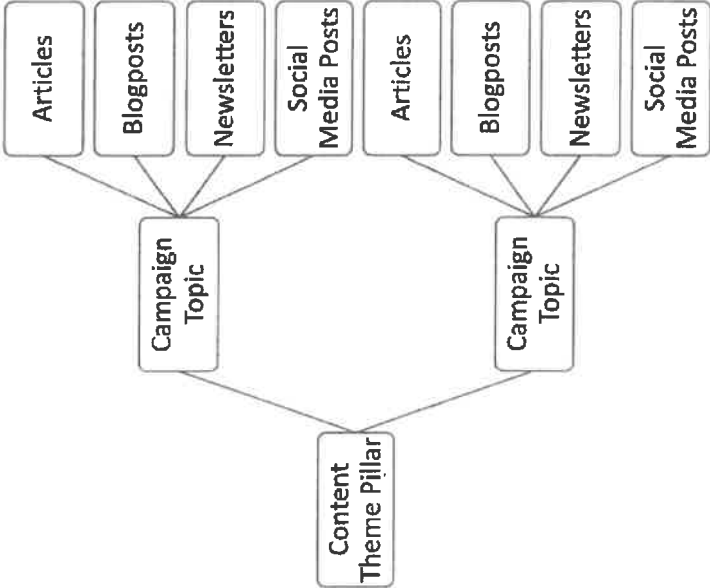 Content
Theme Pillar
Campaign
Topic
Articles
Blogposts
Newsletters
Social
Media Posts
Campaign
Topic
Articles
Blogposts
Newsletters
Social
Media Posts